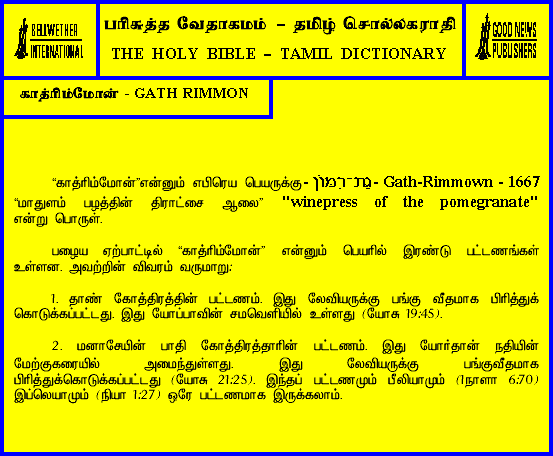 BELLWETHER
INTERNATIONAL
பரிசுத்த வேதாகமம் – தமிழ் சொல்லகராதி
THE HOLY BIBLE – TAMIL DICTIONARY
GOOD NEWS
PUBLISHERS
காத்ரிம்மோன் - GATH RIMMON
“காத்ரிம்மோன்”என்னும் எபிரெய பெயருக்கு - גַּת־רִמּוֹן - Gath-Rimmown - 1667
“மாதுளம் பழத்தின் திராட்சை ஆலை” "winepress of the pomegranate"
என்று பொருள்.
பழைய ஏற்பாட்டில் “காத்ரிம்மோன்” என்னும் பெயரில் இரண்டு பட்டணங்கள்
உள்ளன. அவற்றின் விவரம் வருமாறு:
1. தாண் கோத்திரத்தின் பட்டணம். இது லேவியருக்கு பங்கு வீதமாக பிரித்துக்
கொடுக்கப்பட்டது. இது யோப்பாவின் சமவெளியில் உள்ளது (யோசு 19:45).
2. மனாசேயின் பாதி கோத்திரத்தாரின் பட்டணம். இது யோர்தான் நதியின்
மேற்குகரையில் அமைந்துள்ளது. இது லேவியருக்கு பங்குவீதமாக
பிரித்துக்கொடுக்கப்பட்டது (யோசு 21:25). இந்தப் பட்டணமும் பீலியாமும் (1நாளா 6:70)
இப்லெயாமும் (நியா 1:27) ஒரே பட்டணமாக இருக்கலாம்.